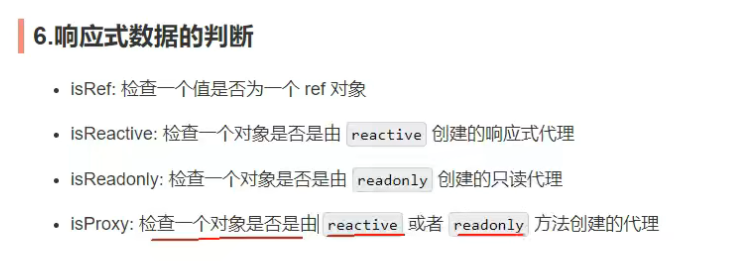 6.响应式数据的判断
isRef: 检查一个值是否为一个 ref 对象
isReactive: 检查一个对象是否是由 reactive 创建的响应式代理
isReadonly: 检查一个对象是否是由 readonly 创建的只读代理
isProxy: 检查一个对象是否是由 reactive 或者 readonly 方法创建的代理